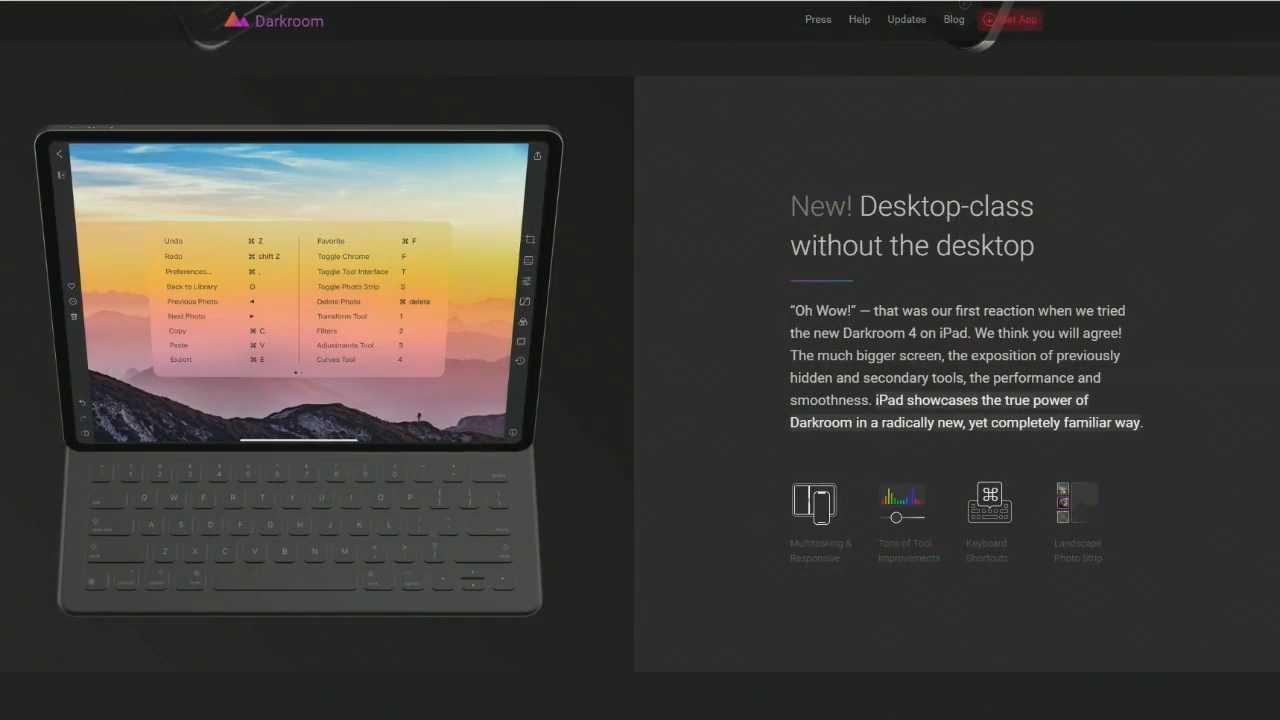 Darkroom
Press Help Updates Blog Get App
New! Desktop-class
without the desktop
“Oh Wow!” — that was our first reaction when we tried
the new Darkroom 4 on iPad. We think you will agree!
The much bigger screen, the exposition of previously
hidden and secondary tools, the performance and
smoothness. iPad showcases the true power of
Darkroom in a radically new, yet completely familiar way.
Multitasking &
Responsive
Tons of Tool
Improvements
Keyboard
Shortcuts
Landscape
Photo Strip
Undo ⌘ Z
Redo ⌘ shift Z
Preferences... ⌘ ,
Back to Library G
Previous Photo ◄
Next Photo ►
Copy ⌘ C
Paste ⌘ V
Export ⌘ E
Favorite ⌘ F
Toggle Chrome F
Toggle Tool Interface T
Toggle Photo Strip S
Delete Photo ⌘ delete
Transform Tool 1
Filters 2
Adjustments Tool 3
Curves Tool 4
Q W E R T Y U I O P
A S D F G H J K L
Z X C V B N M